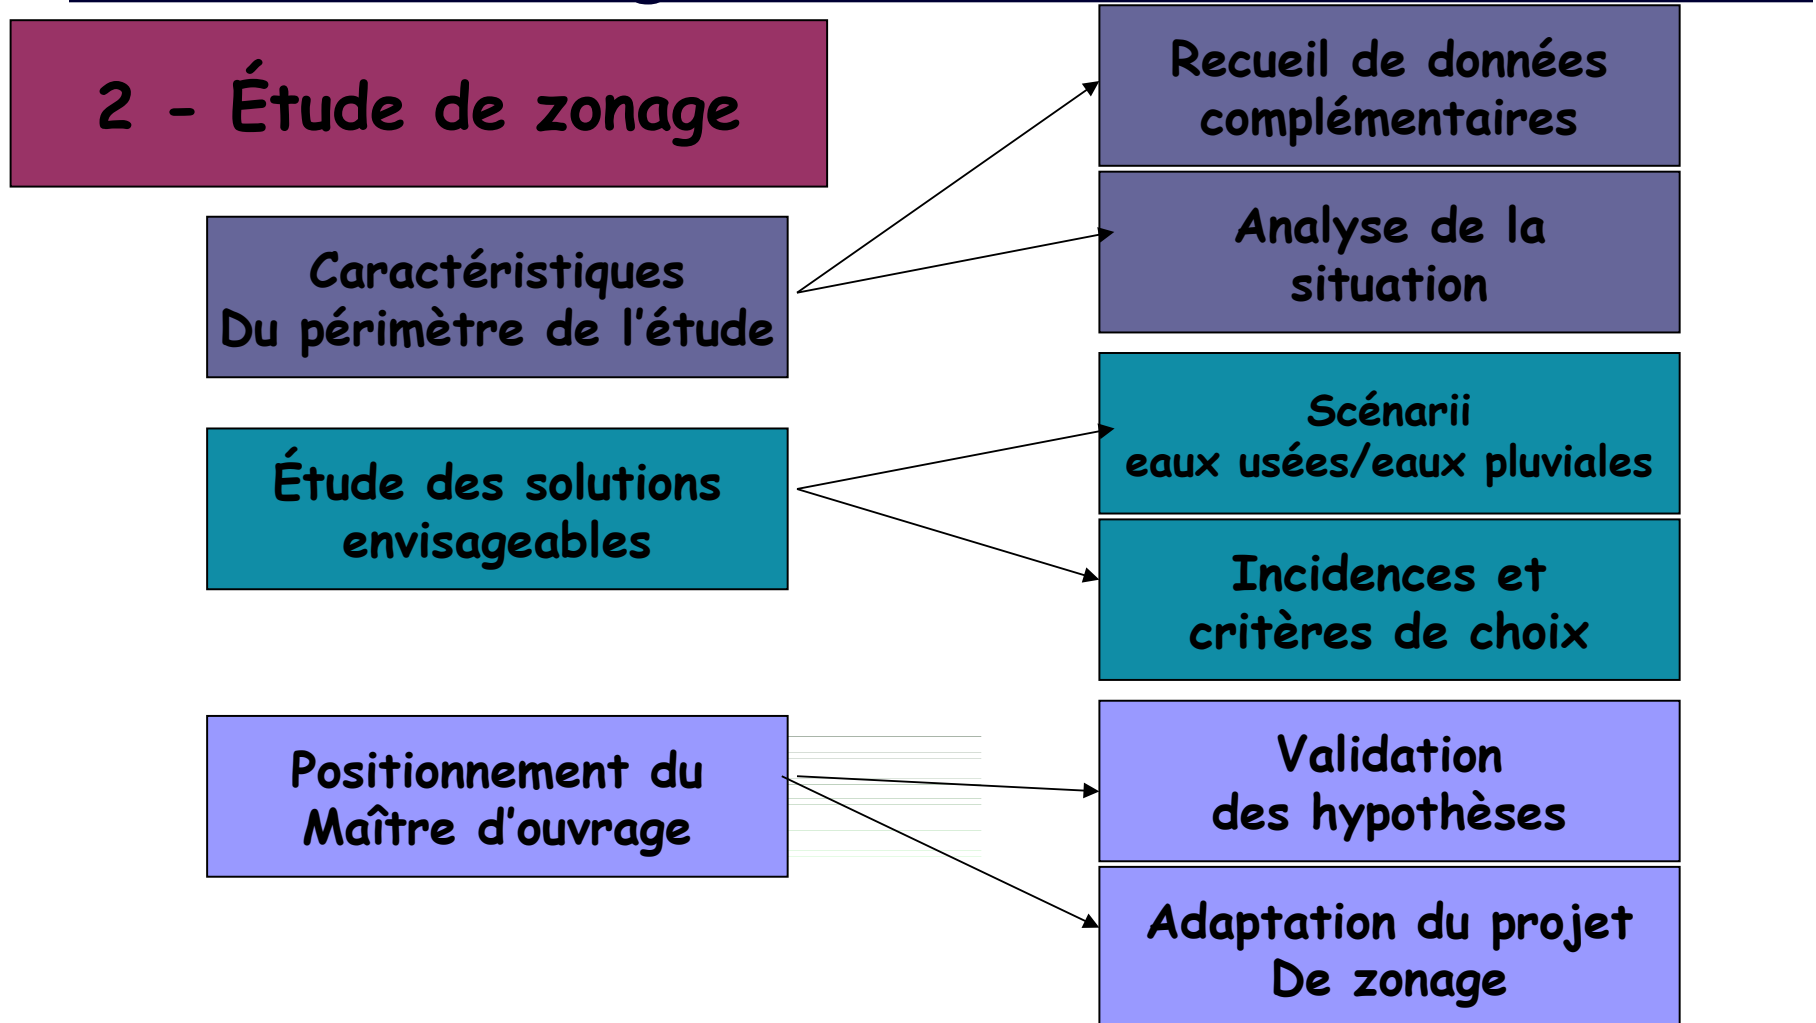 2 - Étude de zonage
Recueil de données
complémentaires
Analyse de la
situation
Caractéristiques
Du périmètre de l’étude
Scénarii
eaux usées/eaux pluviales
Étude des solutions
envisageables
Incidences et
critères de choix
Positionnement du
Maître d’ouvrage
Validation
des hypothèses
Adaptation du projet
De zonage